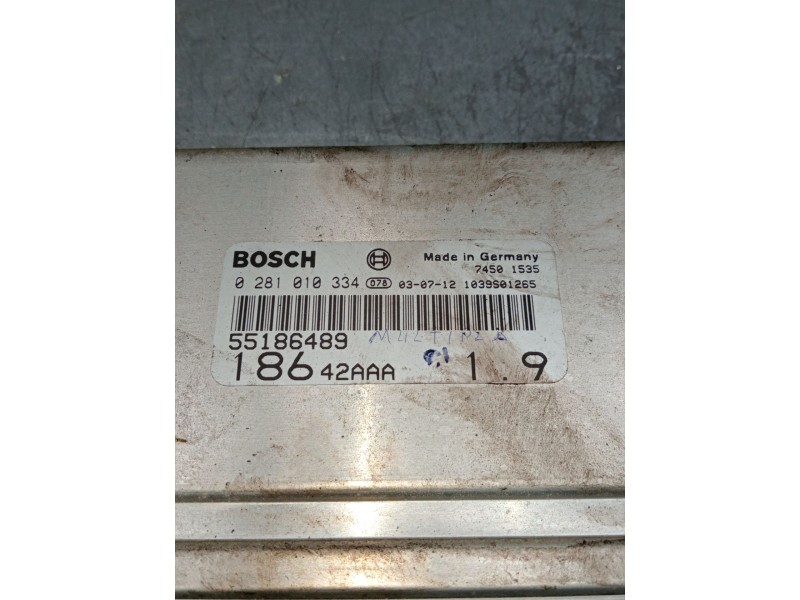 BOSCH Made in Germany
7450 1535
0 281 010 334 078 03-07-12 1039S01265
55186489 MULTIPLA
186 42AAA 1.9